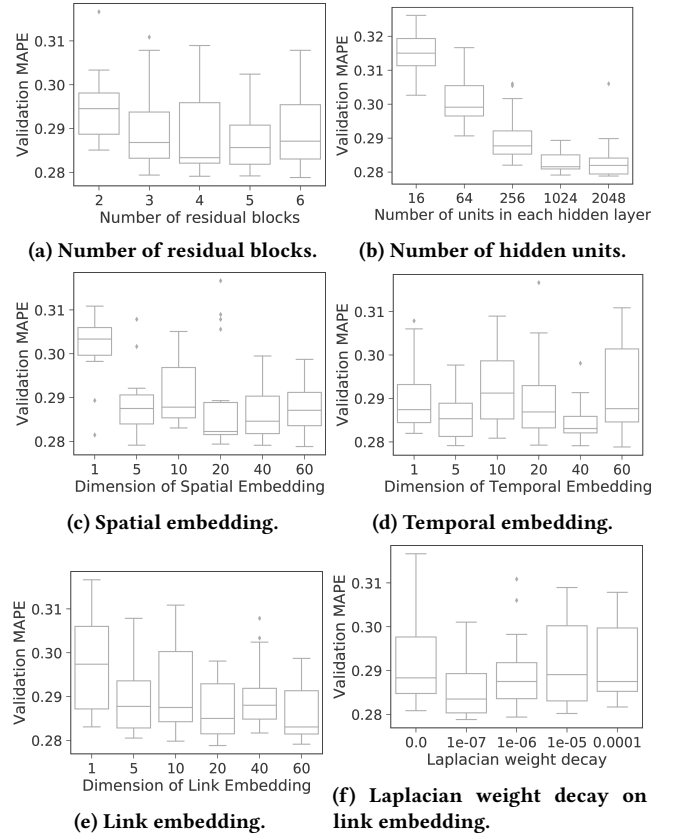 Validation MAPE
0.31
0.30
0.29
0.28
2 3 4 5 6
Number of residual blocks
(a) Number of residual blocks.
Validation MAPE
0.32
0.31
0.30
0.29
0.28
16 64 256 1024 2048
Number of units in each hidden layer
(b) Number of hidden units.
Validation MAPE
0.31
0.30
0.29
0.28
1 5 10 20 40 60
Dimension of Spatial Embedding
(c) Spatial embedding.
Validation MAPE
0.31
0.30
0.29
0.28
1 5 10 20 40 60
Dimension of Temporal Embedding
(d) Temporal embedding.
Validation MAPE
0.31
0.30
0.29
0.28
1 5 10 20 40 60
Dimension of Link Embedding
(e) Link embedding.
Validation MAPE
0.31
0.30
0.29
0.28
0.0 1e-07 1e-06 1e-05 0.0001
Laplacian weight decay
(f) Laplacian weight decay on
link embedding.